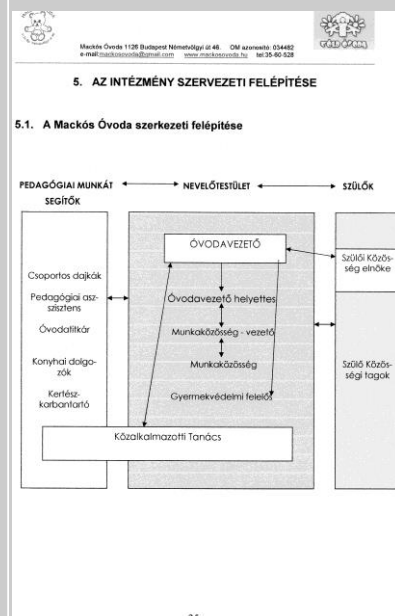 Mackós Óvoda 1126 Budapest Németvölgyi út 46. OM azonosító: 034482
e-mail:mackosovoda@gmail.com www.mackosovoda.hu tel:35-60-528
5. AZ INTÉZMÉNY SZERVEZETI FELÉPÍTÉSE
5.1. A Mackós Óvoda szerkezeti felépítése
PEDAGÓGIAI MUNKÁT
SEGÍTŐK
NEVELŐTESTÜLET
SZÜLŐK
Csoportos dajkák
Pedagógiai asz-
szisztens
Óvodatitkár
Konyhai dolgo-
zók
Kertész-
karbantartó
ÓVODAVEZETŐ
Óvodavezető helyettes
Munkaközösség - vezető
Munkaközösség
Gyermekvédelmi felelős
Közalkalmazotti Tanács
Szülői Közös-
ség elnöke
Szülő Közös-
ségi tagok